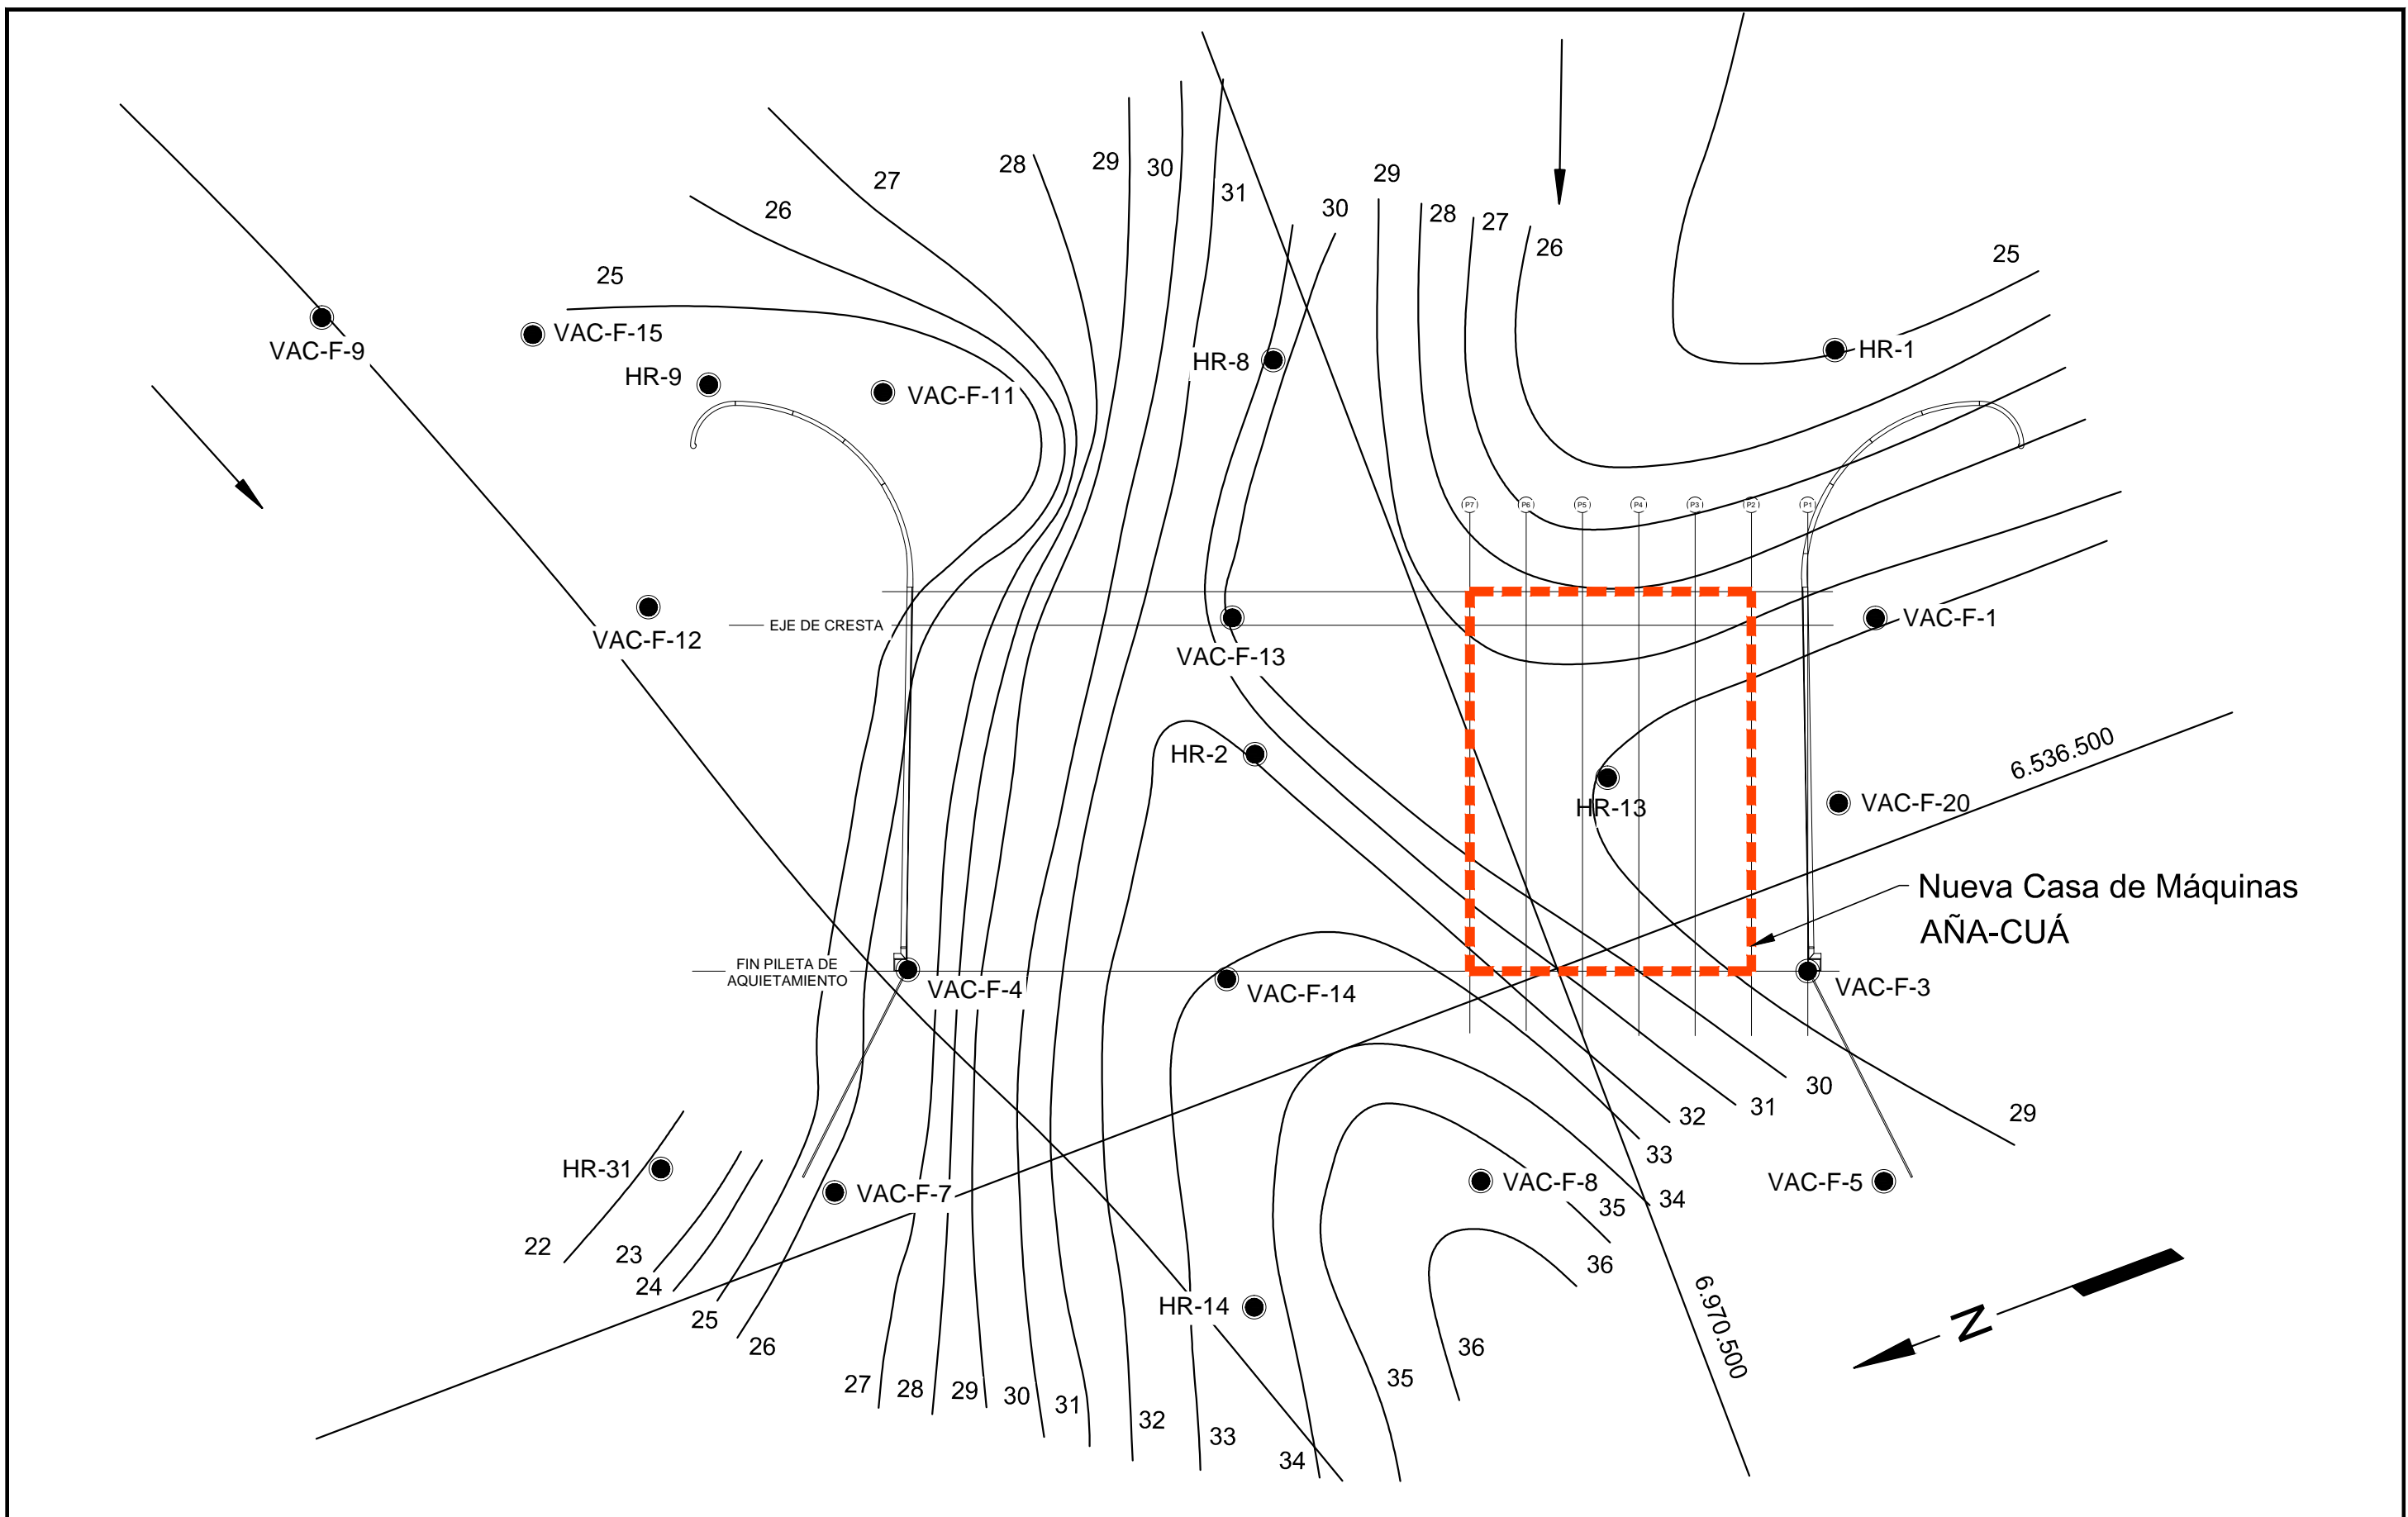 28
29
30
29
27
31
26
30
28
27
26
25
25
VAC-F-9
VAC-F-15
HR-9
VAC-F-11
HR-8
HR-1
P7
P6
P5
P4
P3
P2
P1
VAC-F-12
EJE DE CRESTA
VAC-F-13
VAC-F-1
HR-2
HR-13
VAC-F-20
6.536.500
Nueva Casa de Máquinas
AÑA-CUÁ
FIN PILETA DE
AQUIETAMIENTO
VAC-F-4
VAC-F-14
VAC-F-3
30
31
32
29
33
HR-31
VAC-F-7
VAC-F-8
VAC-F-5
34
35
22
23
24
36
25
HR-14
26
36
6.970.500
N
27
28
29
30
31
32
33
34
35